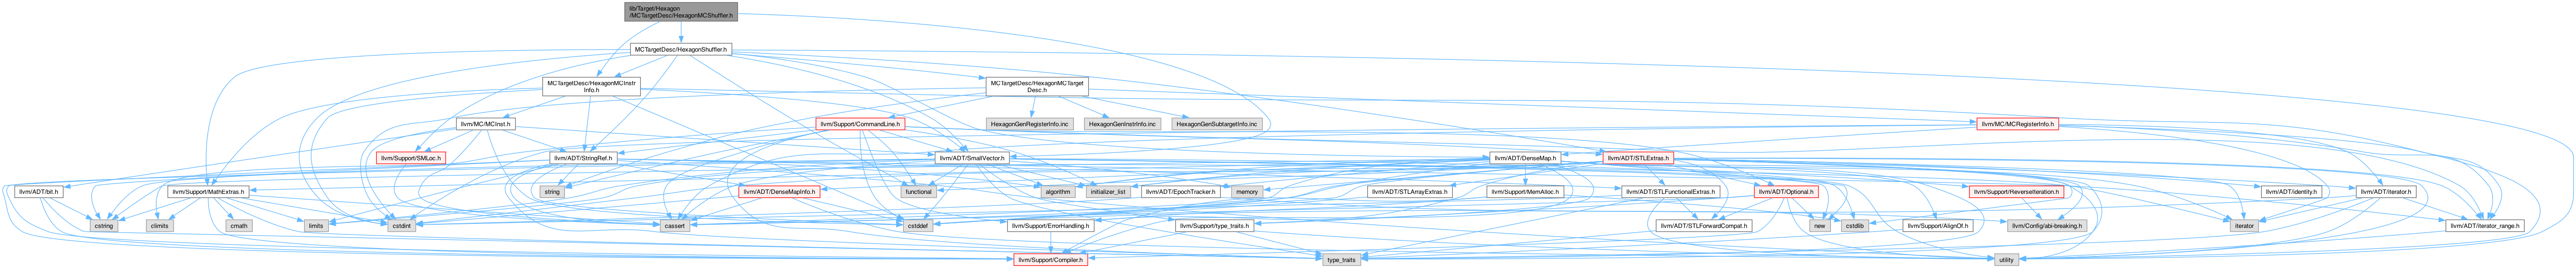 lib/Target/Hexagon
/MCTargetDesc/HexagonMCShuffler.h
MCTargetDesc/HexagonShuffler.h
MCTargetDesc/HexagonMCInstr
Info.h
MCTargetDesc/HexagonMCTarget
Desc.h
llvm/MC/MCInst.h
llvm/Support/CommandLine.h
HexagonGenRegisterInfo.inc
HexagonGenInstrInfo.inc
HexagonGenSubtargetInfo.inc
llvm/MC/MCRegisterInfo.h
llvm/Support/SMLoc.h
llvm/ADT/StringRef.h
llvm/ADT/SmallVector.h
llvm/ADT/DenseMap.h
llvm/ADT/STLExtras.h
llvm/ADT/bit.h
llvm/Support/MathExtras.h
string
llvm/ADT/DenseMapInfo.h
functional
algorithm
initializer_list
llvm/ADT/EpochTracker.h
memory
llvm/ADT/STLArrayExtras.h
llvm/Support/MemAlloc.h
llvm/ADT/STLFunctionalExtras.h
llvm/ADT/Optional.h
llvm/Support/ReverseIteration.h
llvm/ADT/identity.h
llvm/ADT/iterator.h
cstring
climits
cmath
limits
cstdint
cassert
cstddef
llvm/Support/ErrorHandling.h
llvm/Support/type_traits.h
llvm/ADT/STLForwardCompat.h
new
cstdlib
llvm/Support/AlignOf.h
llvm/Config/abi-breaking.h
iterator
llvm/ADT/iterator_range.h
llvm/Support/Compiler.h
type_traits
utility